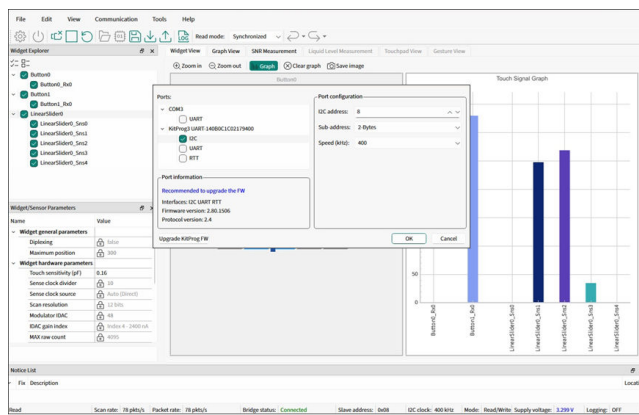 File Edit View Communication Tools Help
Read mode: Synchronized
Widget Explorer
Widget View Graph View SNR Measurement Liquid Level Measurement Touchpad View Gesture View
Zoom in Zoom out Graph Clear graph Save image
Button0
Button0_Rx0
Button1
Button1_Rx0
LinearSlider0
LinearSlider0_Sns0
LinearSlider0_Sns1
LinearSlider0_Sns2
LinearSlider0_Sns3
LinearSlider0_Sns4
Button0
Touch Signal Graph
Ports:
COM3
UART
KitProg3 UART-140B0C1C02179400
I2C
UART
RTT
Port configuration
I2C address: 8
Sub-address: 2-Bytes
Speed (kHz): 400
Port information
Recommended to upgrade the FW
Interfaces: I2C UART RTT
Firmware version: 2.80.1506
Protocol version: 2.4
Upgrade KitProg FW
OK Cancel
Widget/Sensor Parameters
Name Value
Widget general parameters
Diplexing false
Maximum position 300
Widget hardware parameters
Touch sensitivity (pF) 0.16
Sense clock divider
Sense clock source Auto (Direct)
Scan resolution 12 bits
Modulator IDAC 48
IDAC gain index Index 4 - 2400 nA
MAX raw count 4095
50
0
Button0_Rx0
Button1_Rx0
LinearSlider0_Sns0
LinearSlider0_Sns1
LinearSlider0_Sns2
LinearSlider0_Sns3
LinearSlider0_Sns4
Notice List
Fix Description Locati
Read Scan rate: 78 pkts/s Packet rate: 78 pkts/s Bridge status: Connected Slave address: 0x08 I2C clock: 400 kHz Mode: Read/Write Supply voltage: 3.299 V Logging: OFF